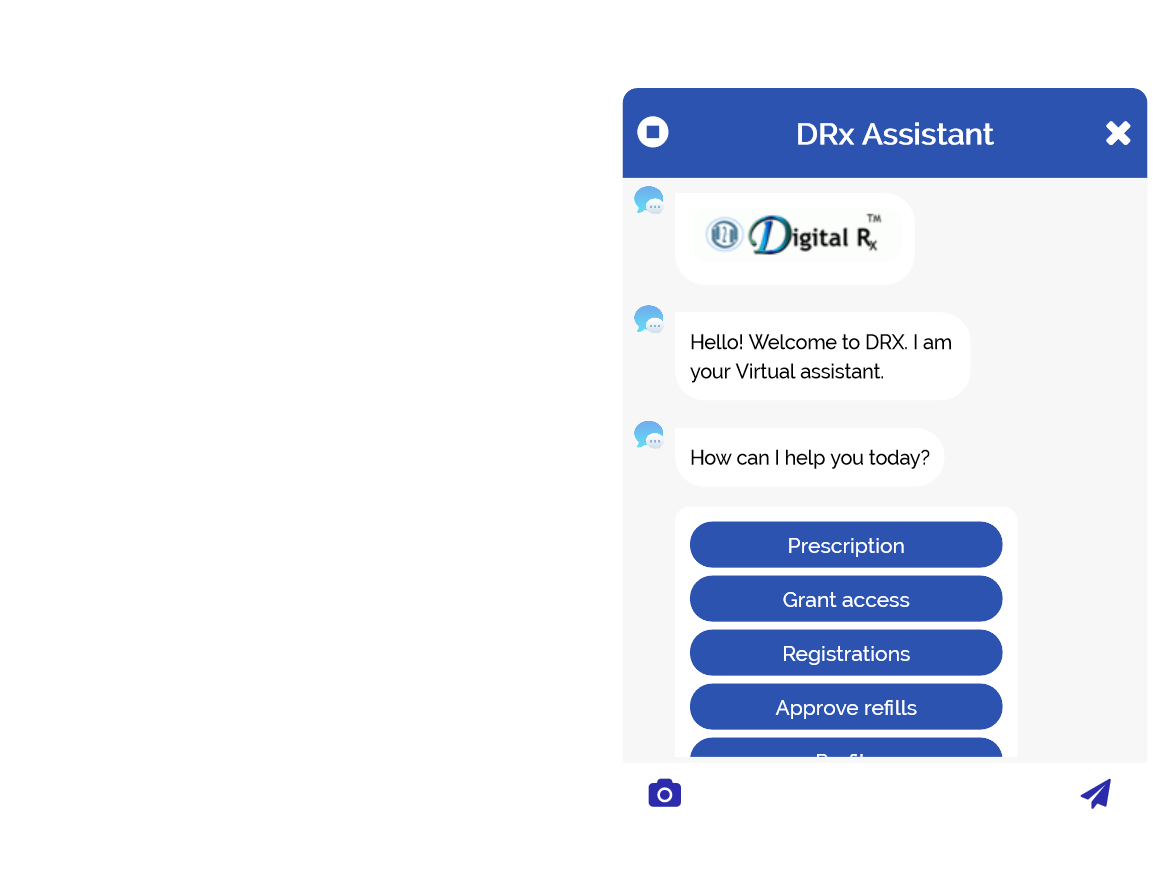 DRx Assistant
Digital Rx TM
Hello! Welcome to DRX. I am
your Virtual assistant.
How can I help you today?
Prescription
Grant access
Registrations
Approve refills